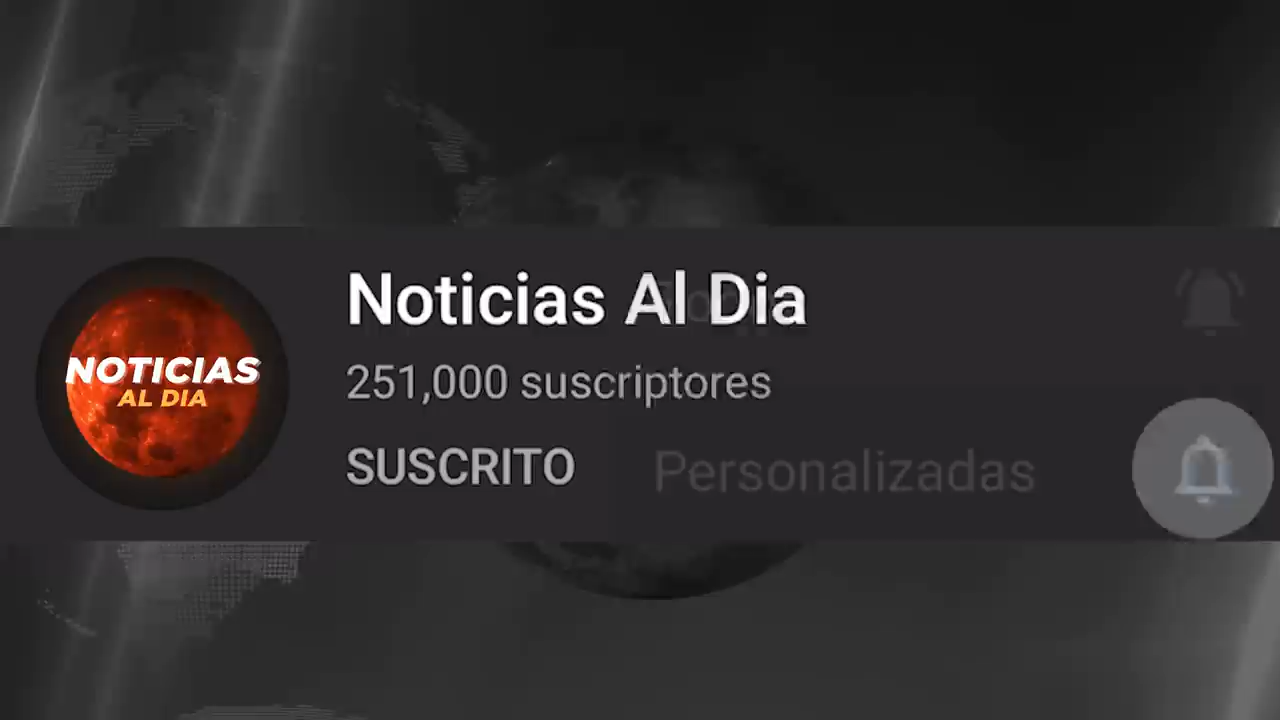 NOTICIAS
AL DIA
Noticias Al Dia
251,000 suscriptores
SUSCRITO
Personalizadas